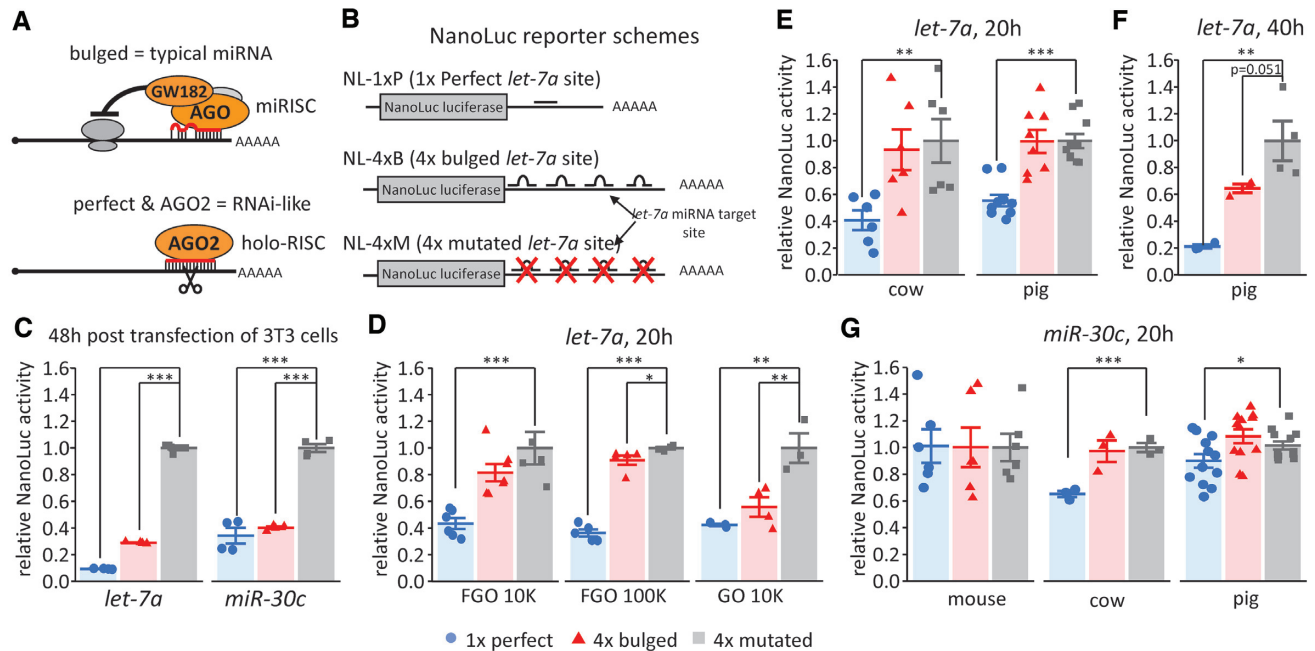 A
bulged = typical miRNA
GW182
AGO
miRISC
AAAAA
perfect & AGO2 = RNAi-like
AGO2
holo-RISC
AAAAA
B
NanoLuc reporter schemes
NL-1xP (1x Perfect let-7a site)
NanoLuc luciferase
AAAAA
NL-4xB (4x bulged let-7a site)
NanoLuc luciferase
AAAAA
let-7a miRNA target
site
NL-4xM (4x mutated let-7a site)
NanoLuc luciferase
AAAAA
C
48h post transfection of 3T3 cells
relative NanoLuc activity
1.6
1.4
1.2
1.0
0.8
0.6
0.4
0.2
0.0
***
***
***
***
let-7a
miR-30c
D
let-7a, 20h
relative NanoLuc activity
1.6
1.4
1.2
1.0
0.8
0.6
0.4
0.2
0.0
***
***
*
**
**
FGO 10K
FGO 100K
GO 10K
E
let-7a, 20h
relative NanoLuc activity
1.6
1.4
1.2
1.0
0.8
0.6
0.4
0.2
0.0
**
***
cow
pig
F
let-7a, 40h
relative NanoLuc activity
1.6
1.4
1.2
1.0
0.8
0.6
0.4
0.2
0.0
**
p=0.051
pig
G
miR-30c, 20h
relative NanoLuc activity
1.6
1.4
1.2
1.0
0.8
0.6
0.4
0.2
0.0
***
*
mouse
cow
pig
1x perfect
4x bulged
4x mutated